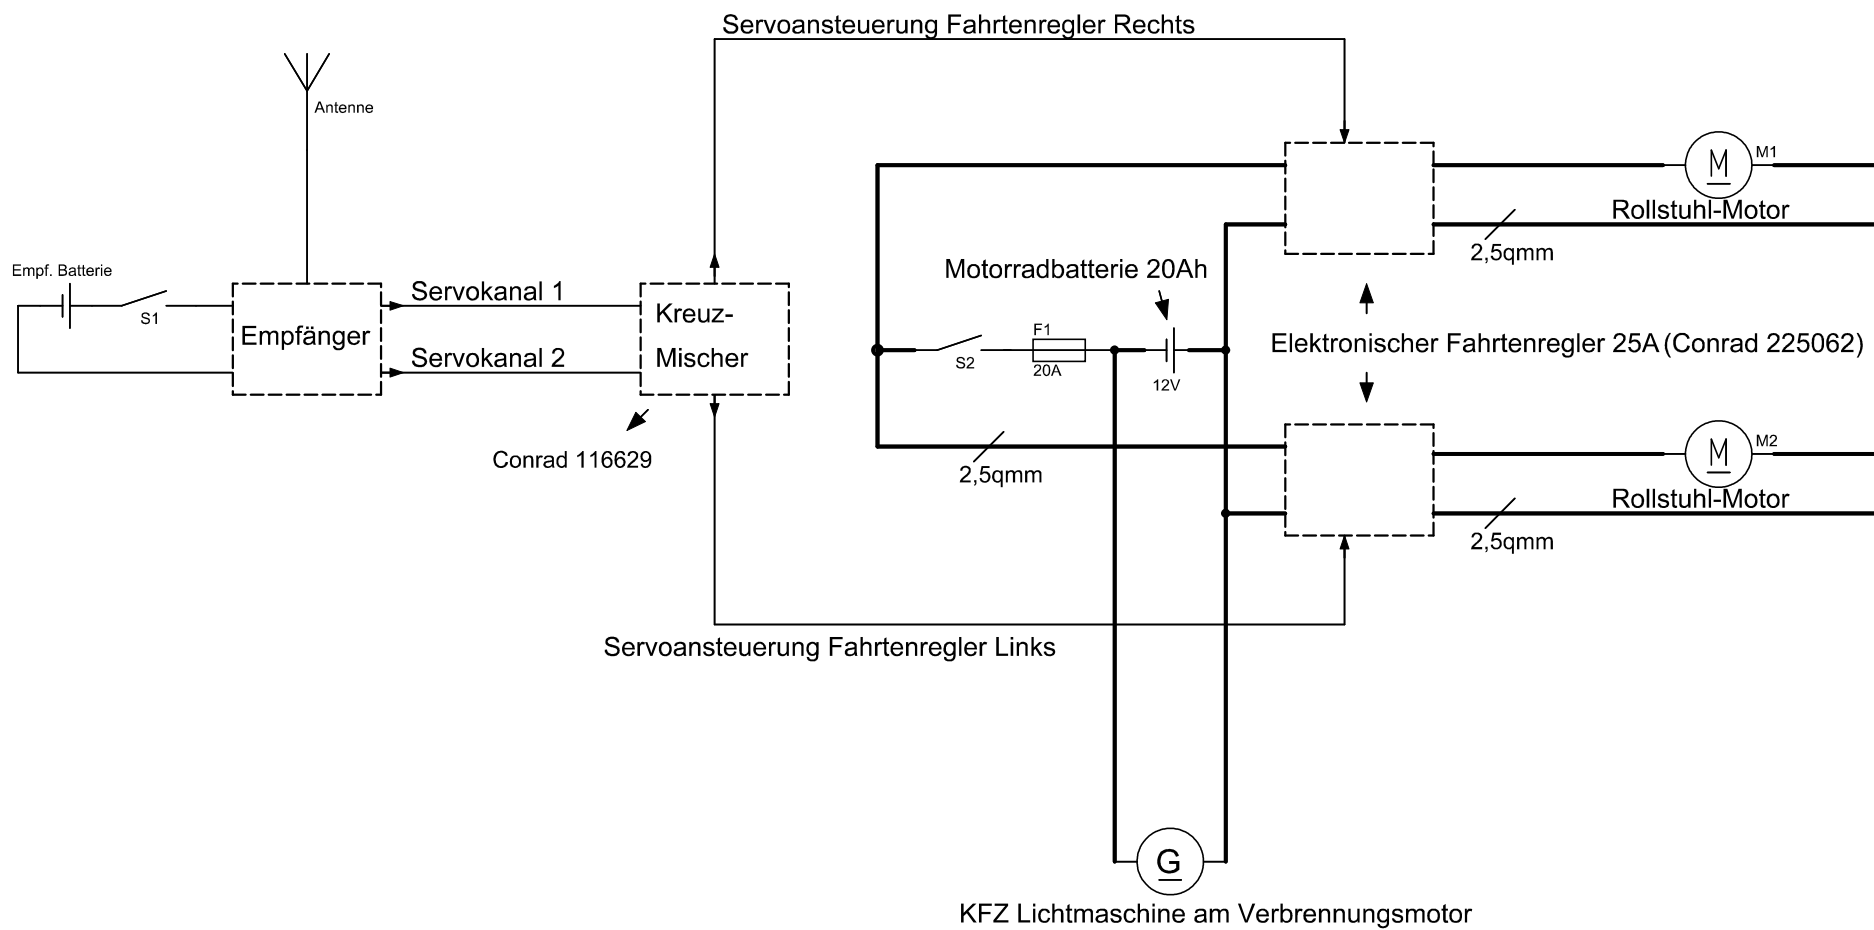 Servoansteuerung Fahrtenregler Rechts
Antenne
M
M1
Rollstuhl-Motor
2,5qmm
Empf. Batterie
S1
Empfänger
Servokanal 1
Servokanal 2
Kreuz-
Mischer
Conrad 116629
Motorradbatterie 20Ah
S2
F1
20A
12V
Elektronischer Fahrtenregler 25A (Conrad 225062)
2,5qmm
M
M2
Rollstuhl-Motor
2,5qmm
Servoansteuerung Fahrtenregler Links
G
KFZ Lichtmaschine am Verbrennungsmotor